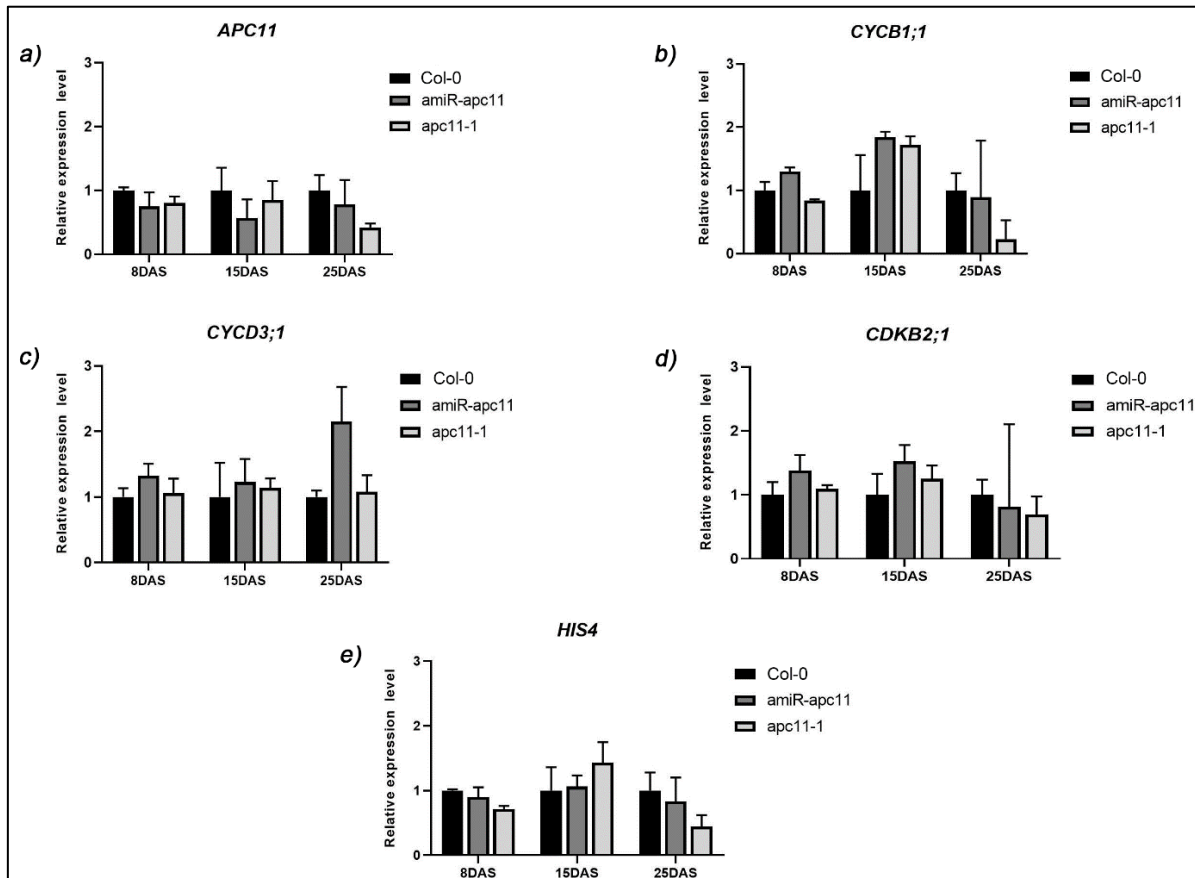 APC11
a)
Relative expression level
3
2
1
0
8DAS 15DAS 25DAS
Col-0
amiR-apc11
apc11-1
CYCB1;1
b)
Relative expression level
3
2
1
0
8DAS 15DAS 25DAS
Col-0
amiR-apc11
apc11-1
CYCD3;1
c)
Relative expression level
3
2
1
0
8DAS 15DAS 25DAS
Col-0
amiR-apc11
apc11-1
CDKB2;1
d)
Relative expression level
3
2
1
0
8DAS 15DAS 25DAS
Col-0
amiR-apc11
apc11-1
HIS4
e)
Relative expression level
3
2
1
0
8DAS 15DAS 25DAS
Col-0
amiR-apc11
apc11-1